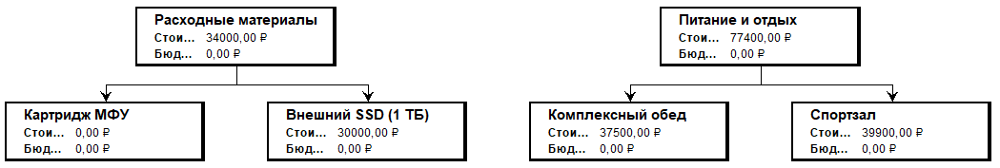 Расходные материалы
Стои... 34000,00 ₽
Бюд... 0,00 ₽
Питание и отдых
Стои... 77400,00 ₽
Бюд... 0,00 ₽
Картридж МФУ
Стои... 0,00 ₽
Бюд... 0,00 ₽
Внешний SSD (1 ТБ)
Стои... 30000,00 ₽
Бюд... 0,00 ₽
Комплексный обед
Стои... 37500,00 ₽
Бюд... 0,00 ₽
Спортзал
Стои... 39900,00 ₽
Бюд... 0,00 ₽